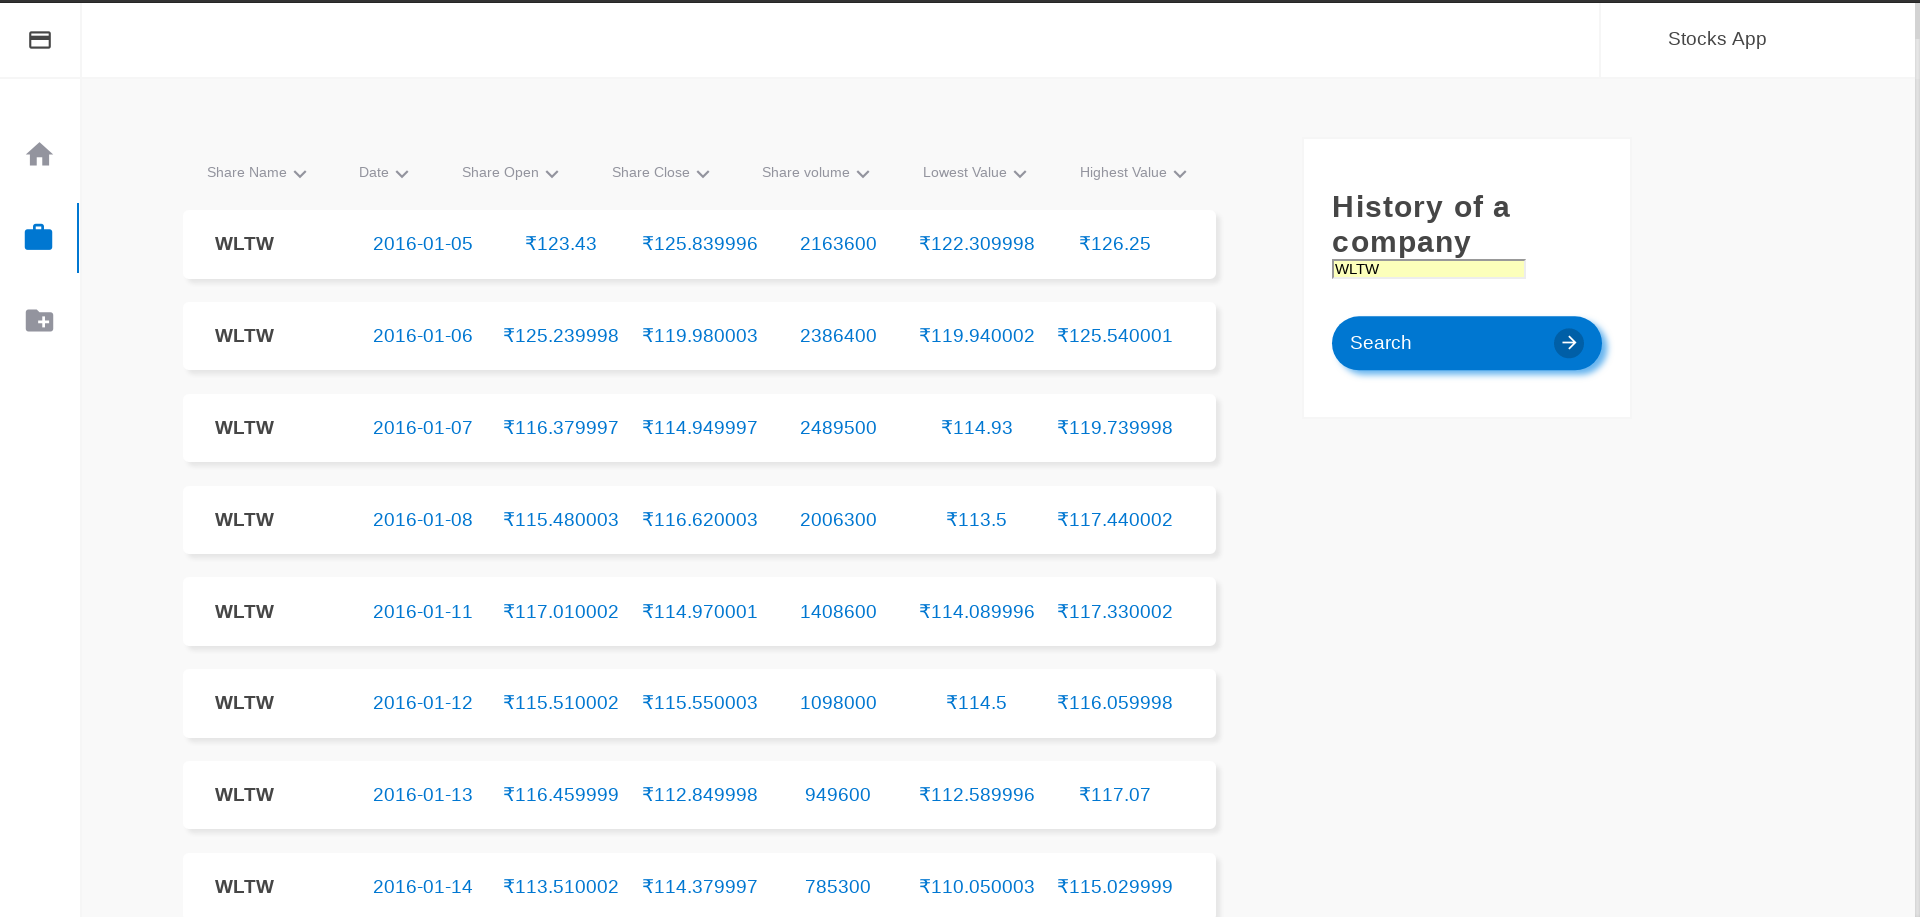 Stocks App
Share Name Date Share Open Share Close Share volume Lowest Value Highest Value
WLTW 2016-01-05 ₹123.43 ₹125.839996 2163600 ₹122.309998 ₹126.25
WLTW 2016-01-06 ₹125.239998 ₹119.980003 2386400 ₹119.940002 ₹125.540001
WLTW 2016-01-07 ₹116.379997 ₹114.949997 2489500 ₹114.93 ₹119.739998
WLTW 2016-01-08 ₹115.480003 ₹116.620003 2006300 ₹113.5 ₹117.440002
WLTW 2016-01-11 ₹117.010002 ₹114.970001 1408600 ₹114.089996 ₹117.330002
WLTW 2016-01-12 ₹115.510002 ₹115.550003 1098000 ₹114.5 ₹116.059998
WLTW 2016-01-13 ₹116.459999 ₹112.849998 949600 ₹112.589996 ₹117.07
WLTW 2016-01-14 ₹113.510002 ₹114.379997 785300 ₹110.050003 ₹115.029999
History of a
company
WLTW
Search